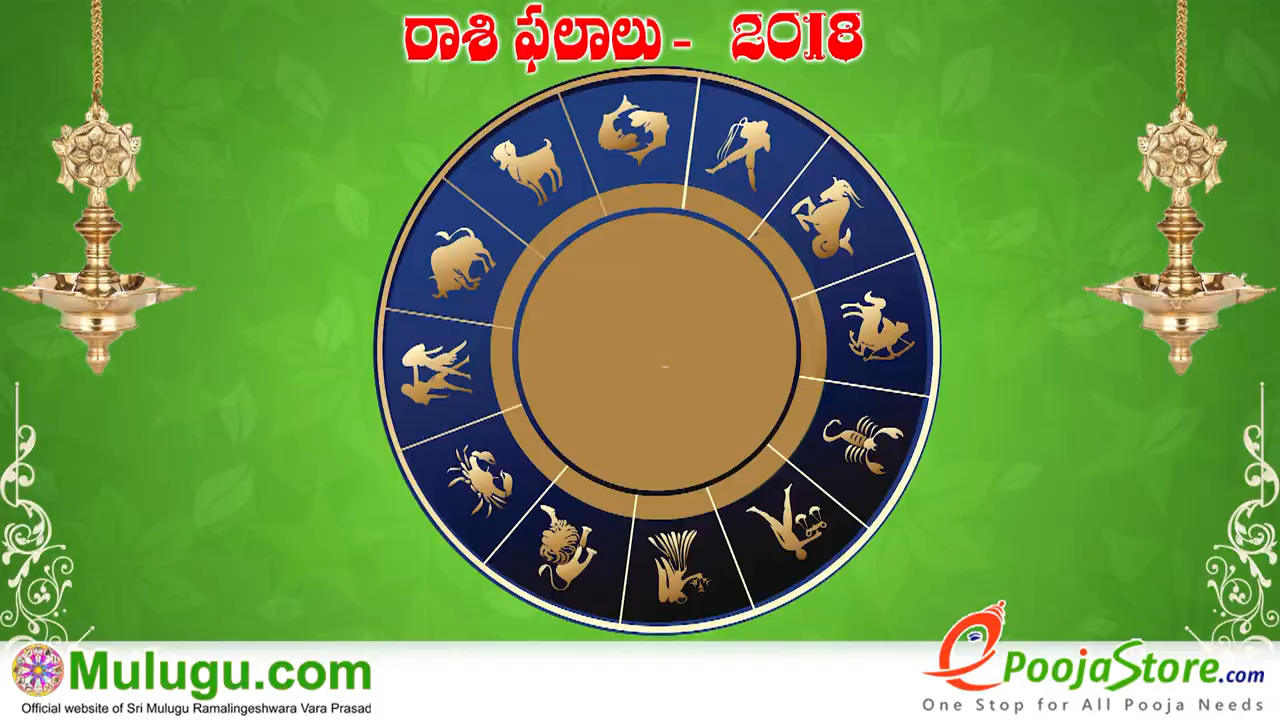 రాశి ఫలాలు - 2018
Mulugu.com
Official website of Sri Mulugu Ramalingeshwara Vara Prasad
ePoojaStore.com
One Stop for All Pooja Needs